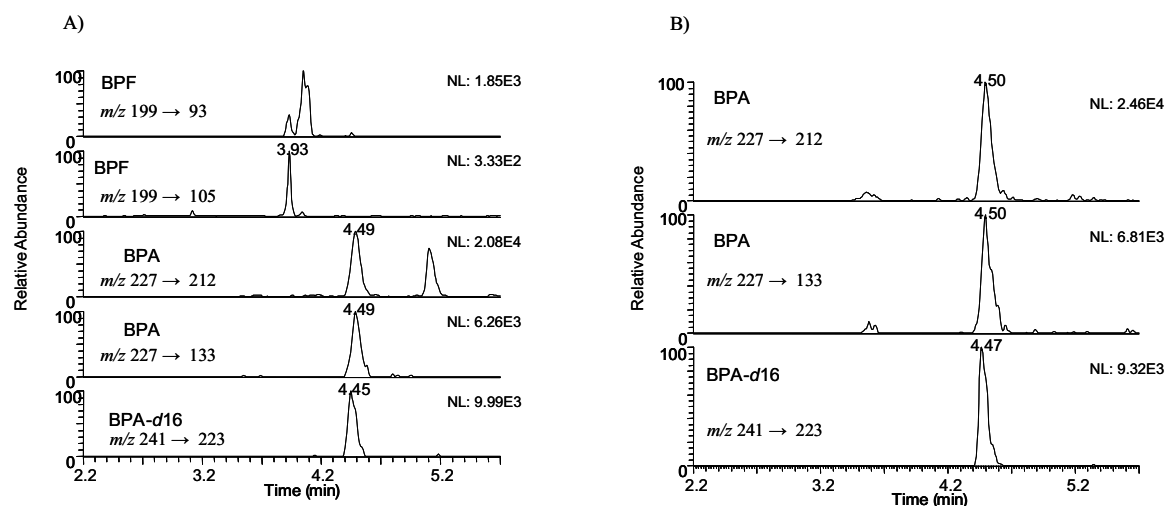 A)
100
BPF
NL: 1.85E3
m/z 199 → 93
0
3.93
100
BPF
NL: 3.33E2
m/z 199 → 105
0
4.49
100
BPA
NL: 2.08E4
m/z 227 → 212
0
4.49
100
BPA
NL: 6.26E3
m/z 227 → 133
0
4.45
100
BPA-d16
NL: 9.99E3
m/z 241 → 223
0
2.2 3.2 4.2 5.2
Time (min)
Relative Abundance
B)
4.50
100
BPA
NL: 2.46E4
m/z 227 → 212
0
4.50
100
BPA
NL: 6.81E3
m/z 227 → 133
0
4.47
100
BPA-d16
NL: 9.32E3
m/z 241 → 223
0
2.2 3.2 4.2 5.2
Time (min)
Relative Abundance